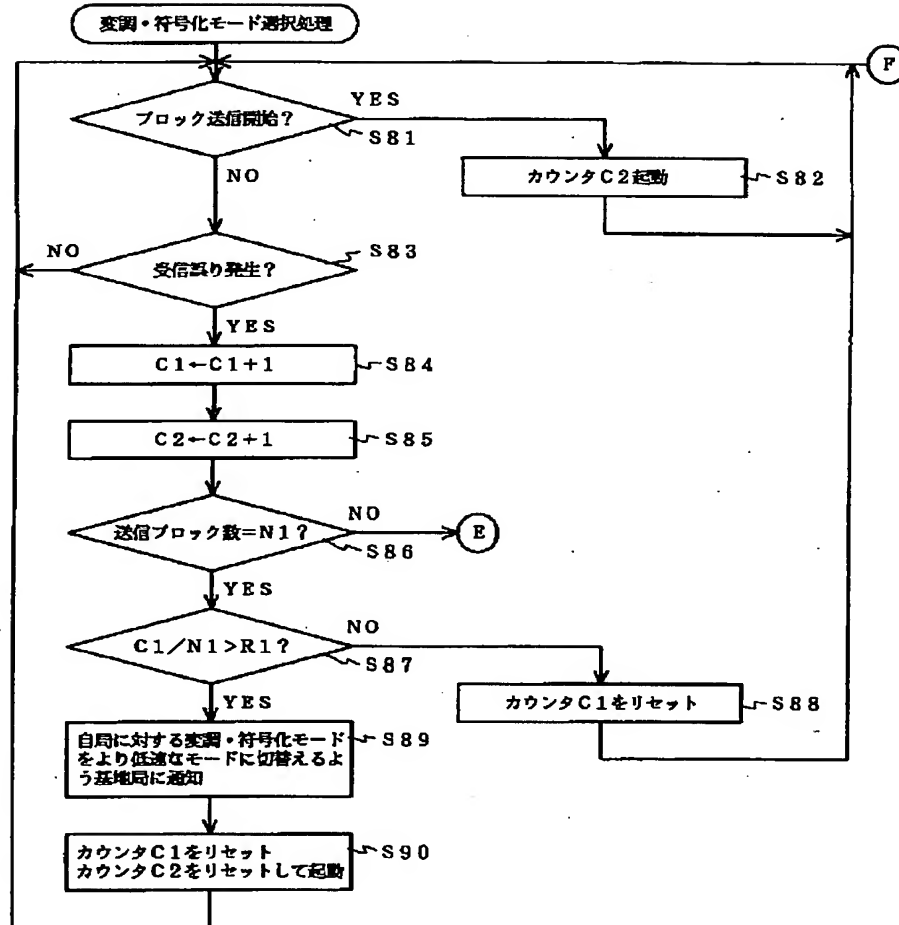 変調・符号化モード選択処理
F
ブロック送信開始?
YES
S81
カウンタC2起動
S82
NO
受信誤り発生?
NO
S83
YES
C1←C1+1
S84
C2←C2+1
S85
送信ブロック数=N1?
NO
E
S86
YES
C1/N1>R1?
NO
S87
カウンタC1をリセット
S88
YES
自局に対する変調・符号化モード
をより低速なモードに切替えるよ
う基地局に通知
S89
カウンタC1をリセット
カウンタC2をリセットして起動
S90